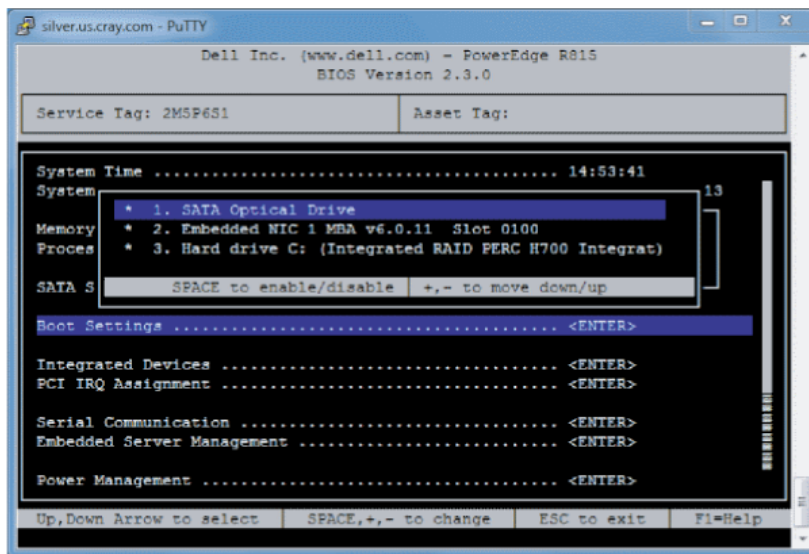 silver.us.cray.com - PuTTY
Dell Inc. (www.dell.com) - PowerEdge R815
BIOS Version 2.3.0
Service Tag: 2MSP6S1 Asset Tag:
System Time ........................................... 14:53:41
System 13
* 1. SATA Optical Drive
Memory * 2. Embedded NIC 1 MBA v6.0.11 Slot 0100
Proces * 3. Hard drive C: (Integrated RAID PERC H700 Integrat)
SATA S SPACE to enable/disable +,- to move down/up
Boot Settings ......................................... <ENTER>
Integrated Devices .................................... <ENTER>
PCI IRQ Assignment .................................... <ENTER>
Serial Communication .................................. <ENTER>
Embedded Server Management ............................ <ENTER>
Power Management ...................................... <ENTER>
Up,Down Arrow to select SPACE,+,- to change ESC to exit F1=Help